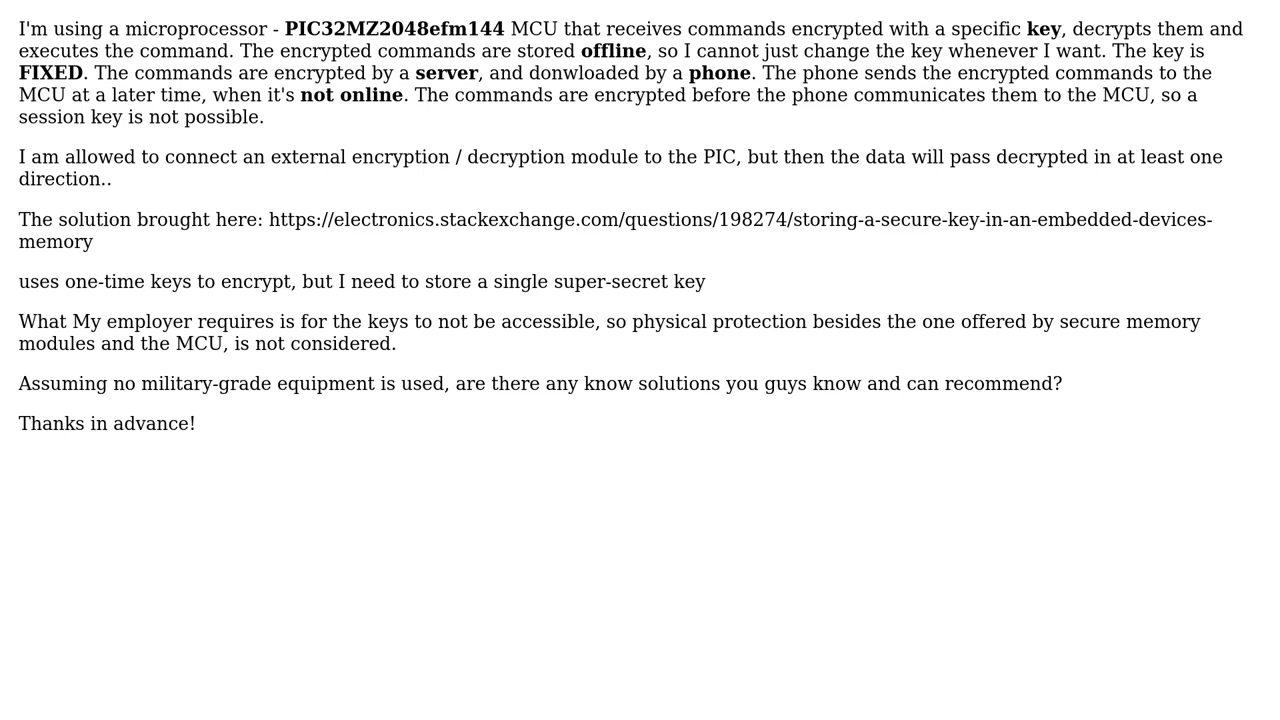 I'm using a microprocessor - PIC32MZ2048efm144 MCU that receives commands encrypted with a specific key, decrypts them and
executes the command. The encrypted commands are stored offline, so I cannot just change the key whenever I want. The key is
FIXED. The commands are encrypted by a server, and donwloaded by a phone. The phone sends the encrypted commands to the
MCU at a later time, when it's not online. The commands are encrypted before the phone communicates them to the MCU, so a
session key is not possible.
I am allowed to connect an external encryption / decryption module to the PIC, but then the data will pass decrypted in at least one
direction..
The solution brought here: https://electronics.stackexchange.com/questions/198274/storing-a-secure-key-in-an-embedded-devices-
memory
uses one-time keys to encrypt, but I need to store a single super-secret key
What My employer requires is for the keys to not be accessible, so physical protection besides the one offered by secure memory
modules and the MCU, is not considered.
Assuming no military-grade equipment is used, are there any know solutions you guys know and can recommend?
Thanks in advance!